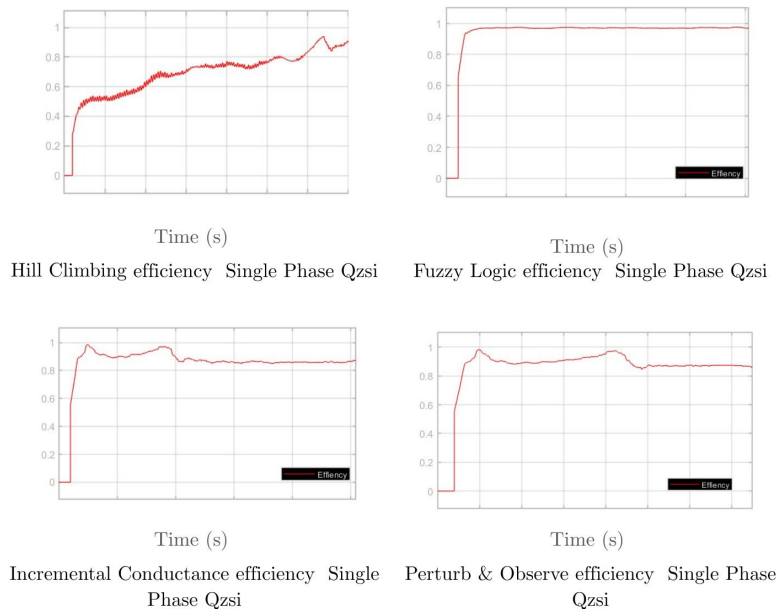 1
0.8
0.6
0.4
0.2
0
Time (s)
Hill Climbing efficiency Single Phase Qzsi
1
0.8
0.6
0.4
0.2
0
Effiency
Time (s)
Fuzzy Logic efficiency Single Phase Qzsi
1
0.8
0.6
0.4
0.2
0
Effiency
Time (s)
Incremental Conductance efficiency Single
Phase Qzsi
1
0.8
0.6
0.4
0.2
0
Effiency
Time (s)
Perturb & Observe efficiency Single Phase
Qzsi